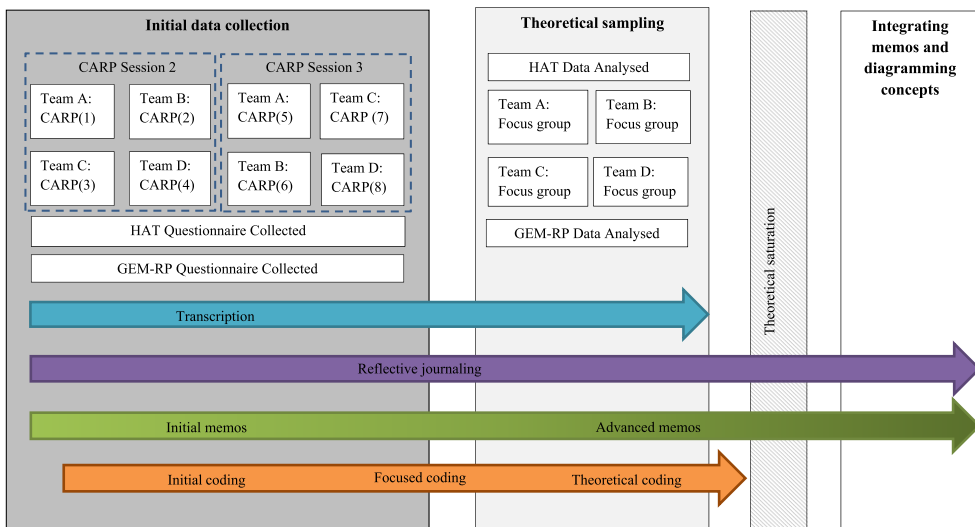 Initial data collection
CARP Session 2
Team A:
CARP(1)
Team B:
CARP(2)
Team C:
CARP(3)
Team D:
CARP(4)
CARP Session 3
Team A:
CARP(5)
Team C:
CARP (7)
Team B:
CARP(6)
Team D:
CARP(8)
HAT Questionnaire Collected
GEM-RP Questionnaire Collected
Theoretical sampling
HAT Data Analysed
Team A:
Focus group
Team B:
Focus group
Team C:
Focus group
Team D:
Focus group
GEM-RP Data Analysed
Theoretical saturation
Integrating
memos and
diagramming
concepts
Transcription
Reflective journaling
Initial memos
Advanced memos
Initial coding
Focused coding
Theoretical coding